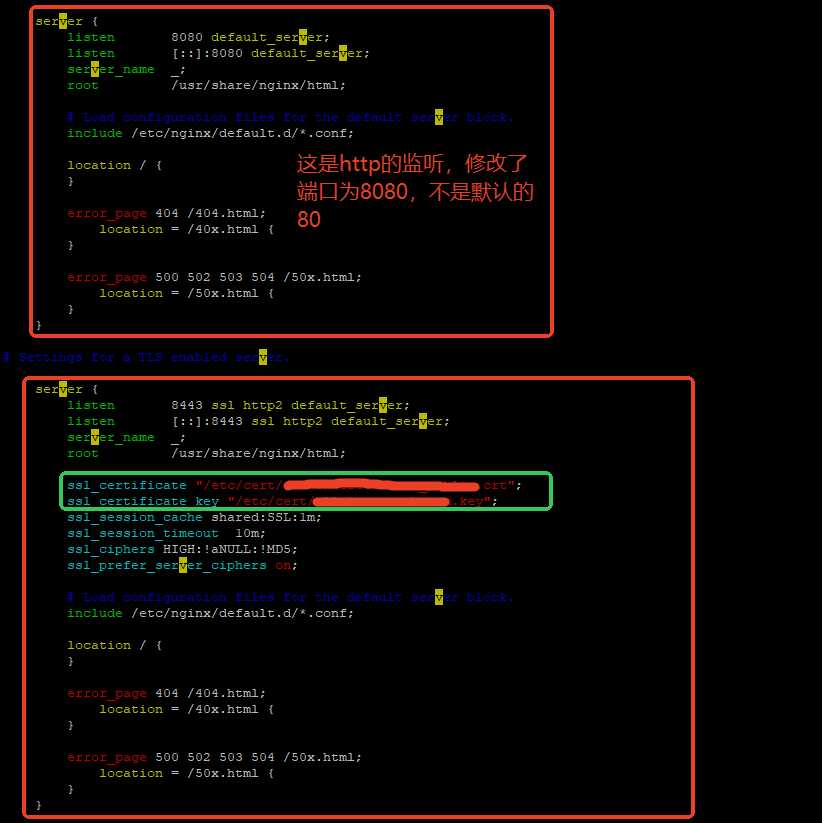 server {
listen 8080 default_server;
listen [::]:8080 default_server;
server_name _;
root /usr/share/nginx/html;
# Load configuration files for the default server block.
include /etc/nginx/default.d/*.conf;
location / {
}
error_page 404 /404.html;
location = /40x.html {
}
error_page 500 502 503 504 /50x.html;
location = /50x.html {
}
}
这是http的监听，修改了
端口为8080，不是默认的
80
# Settings for a TLS enabled server.
server {
listen 8443 ssl http2 default_server;
listen [::]:8443 ssl http2 default_server;
server_name _;
root /usr/share/nginx/html;
ssl_certificate "/etc/cert/ crt";
ssl_certificate_key "/etc/cert/ .key";
ssl_session_cache shared:SSL:1m;
ssl_session_timeout 10m;
ssl_ciphers HIGH:!aNULL:!MD5;
ssl_prefer_server_ciphers on;
# Load configuration files for the default server block.
include /etc/nginx/default.d/*.conf;
location / {
}
error_page 404 /404.html;
location = /40x.html {
}
error_page 500 502 503 504 /50x.html;
location = /50x.html {
}
}